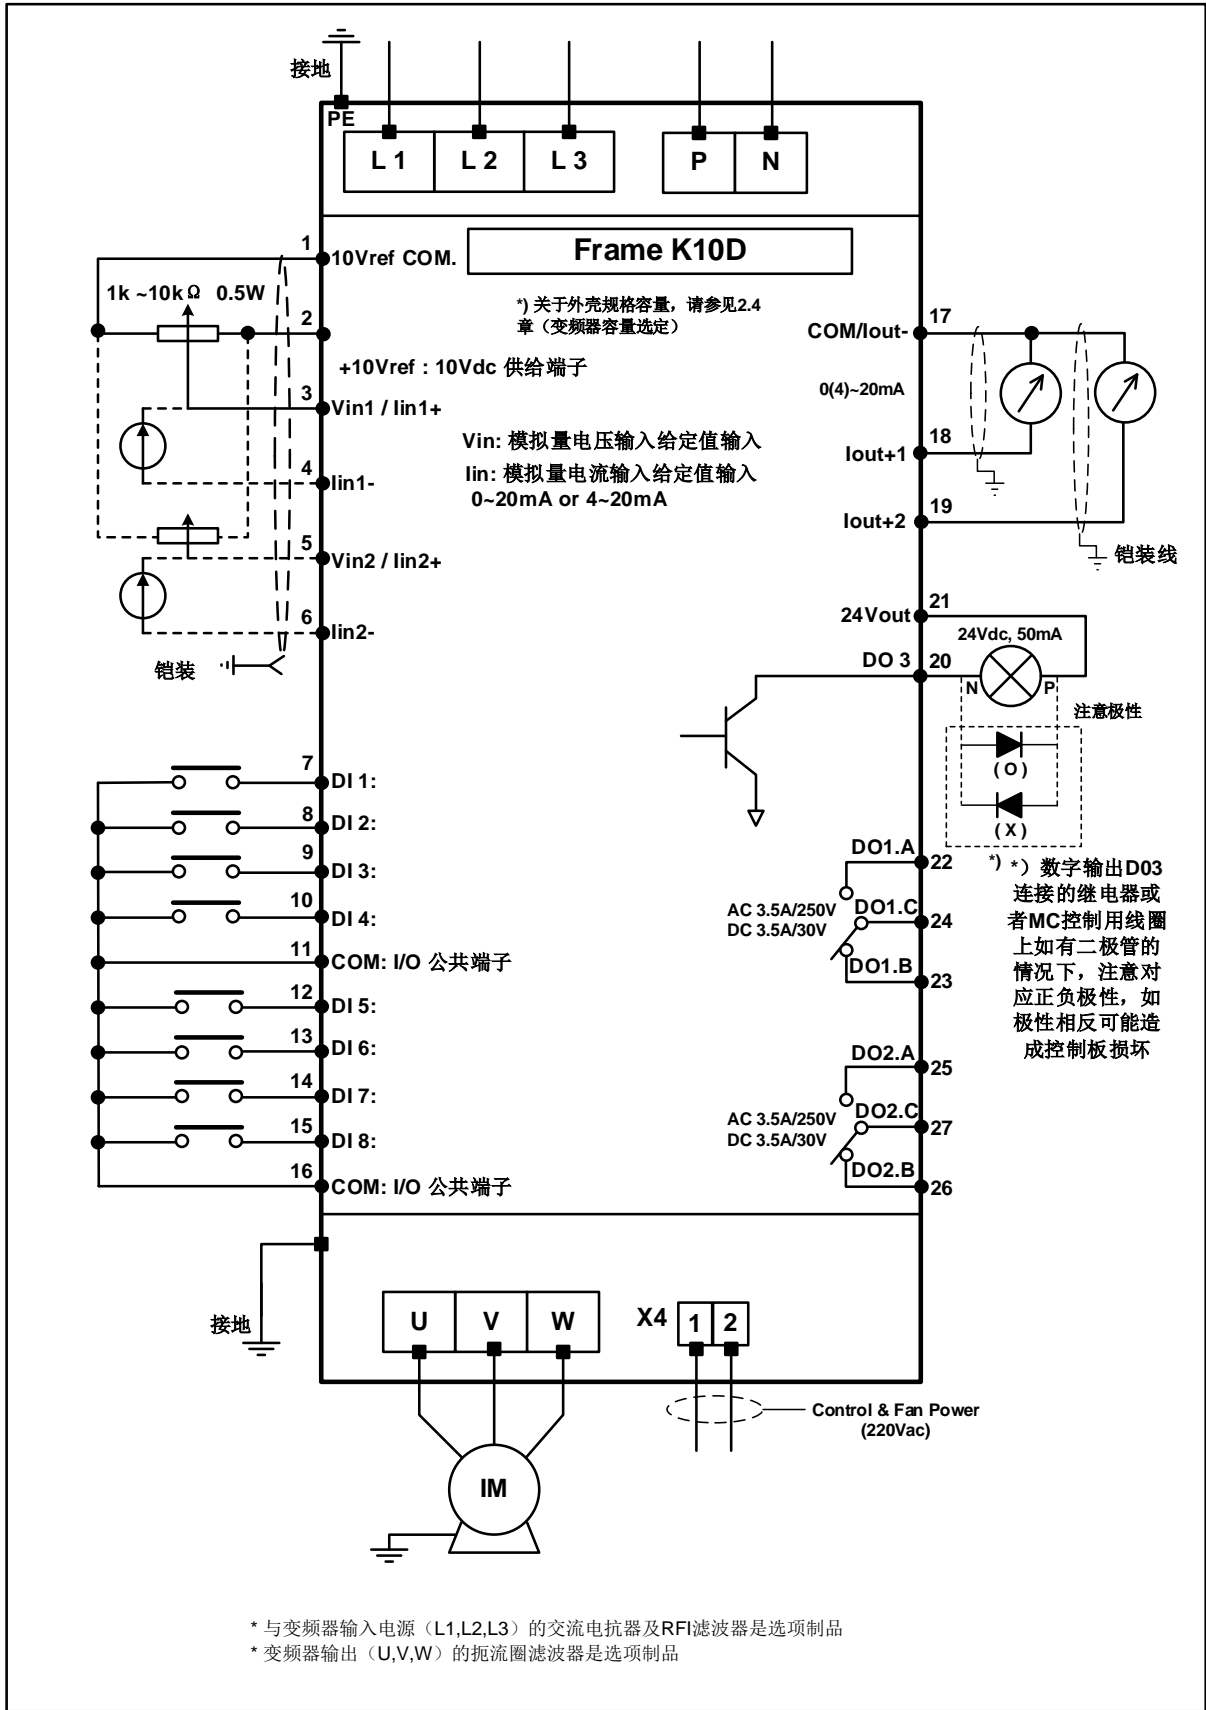 接地
PE
L 1
L 2
L 3
P
N
Frame K10D
*) 关于外壳规格容量，请参见2.4
章（变频器容量选定）
1
10Vref COM.
1k ~10kΩ 0.5W
2
+10Vref : 10Vdc 供给端子
3
Vin1 / Iin1+
Vin: 模拟量电压输入给定值输入
Iin: 模拟量电流输入给定值输入
0~20mA or 4~20mA
4
Iin1-
5
Vin2 / Iin2+
6
Iin2-
铠装
17
COM/Iout-
0(4)~20mA
18
Iout+1
19
Iout+2
铠装线
21
24Vout
24Vdc, 50mA
DO 3
20
N
P
注意极性
( O )
( X )
*)
*）数字输出D03
连接的继电器或
者MC控制用线圈
上如有二极管的
情况下，注意对
应正负极性，如
极性相反可能造
成控制板损坏
7
DI 1:
8
DI 2:
9
DI 3:
10
DI 4:
11
COM: I/O 公共端子
12
DI 5:
13
DI 6:
14
DI 7:
15
DI 8:
16
COM: I/O 公共端子
DO1.A
22
AC 3.5A/250V
DC 3.5A/30V
DO1.C
24
DO1.B
23
DO2.A
25
AC 3.5A/250V
DC 3.5A/30V
DO2.C
27
DO2.B
26
接地
U
V
W
X4
1
2
Control & Fan Power
(220Vac)
IM
* 与变频器输入电源（L1,L2,L3）的交流电抗器及RFI滤波器是选项制品
* 变频器输出（U,V,W）的扼流圈滤波器是选项制品